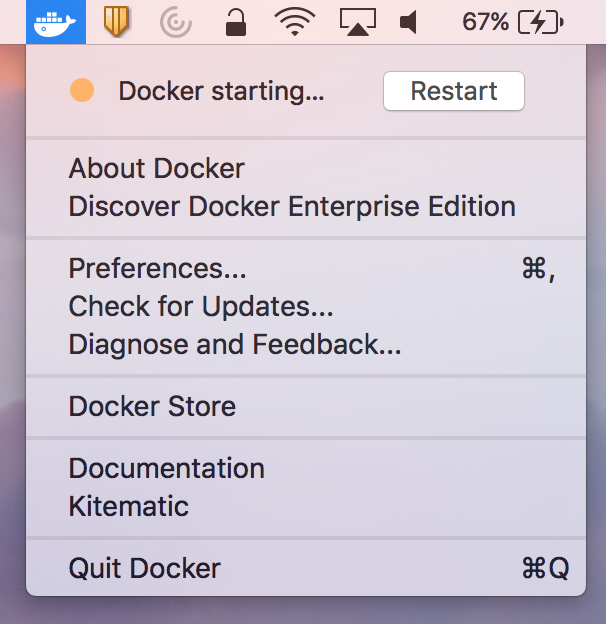 67%
Docker starting...
Restart
About Docker
Discover Docker Enterprise Edition
Preferences... ⌘,
Check for Updates...
Diagnose and Feedback...
Docker Store
Documentation
Kitematic
Quit Docker ⌘Q